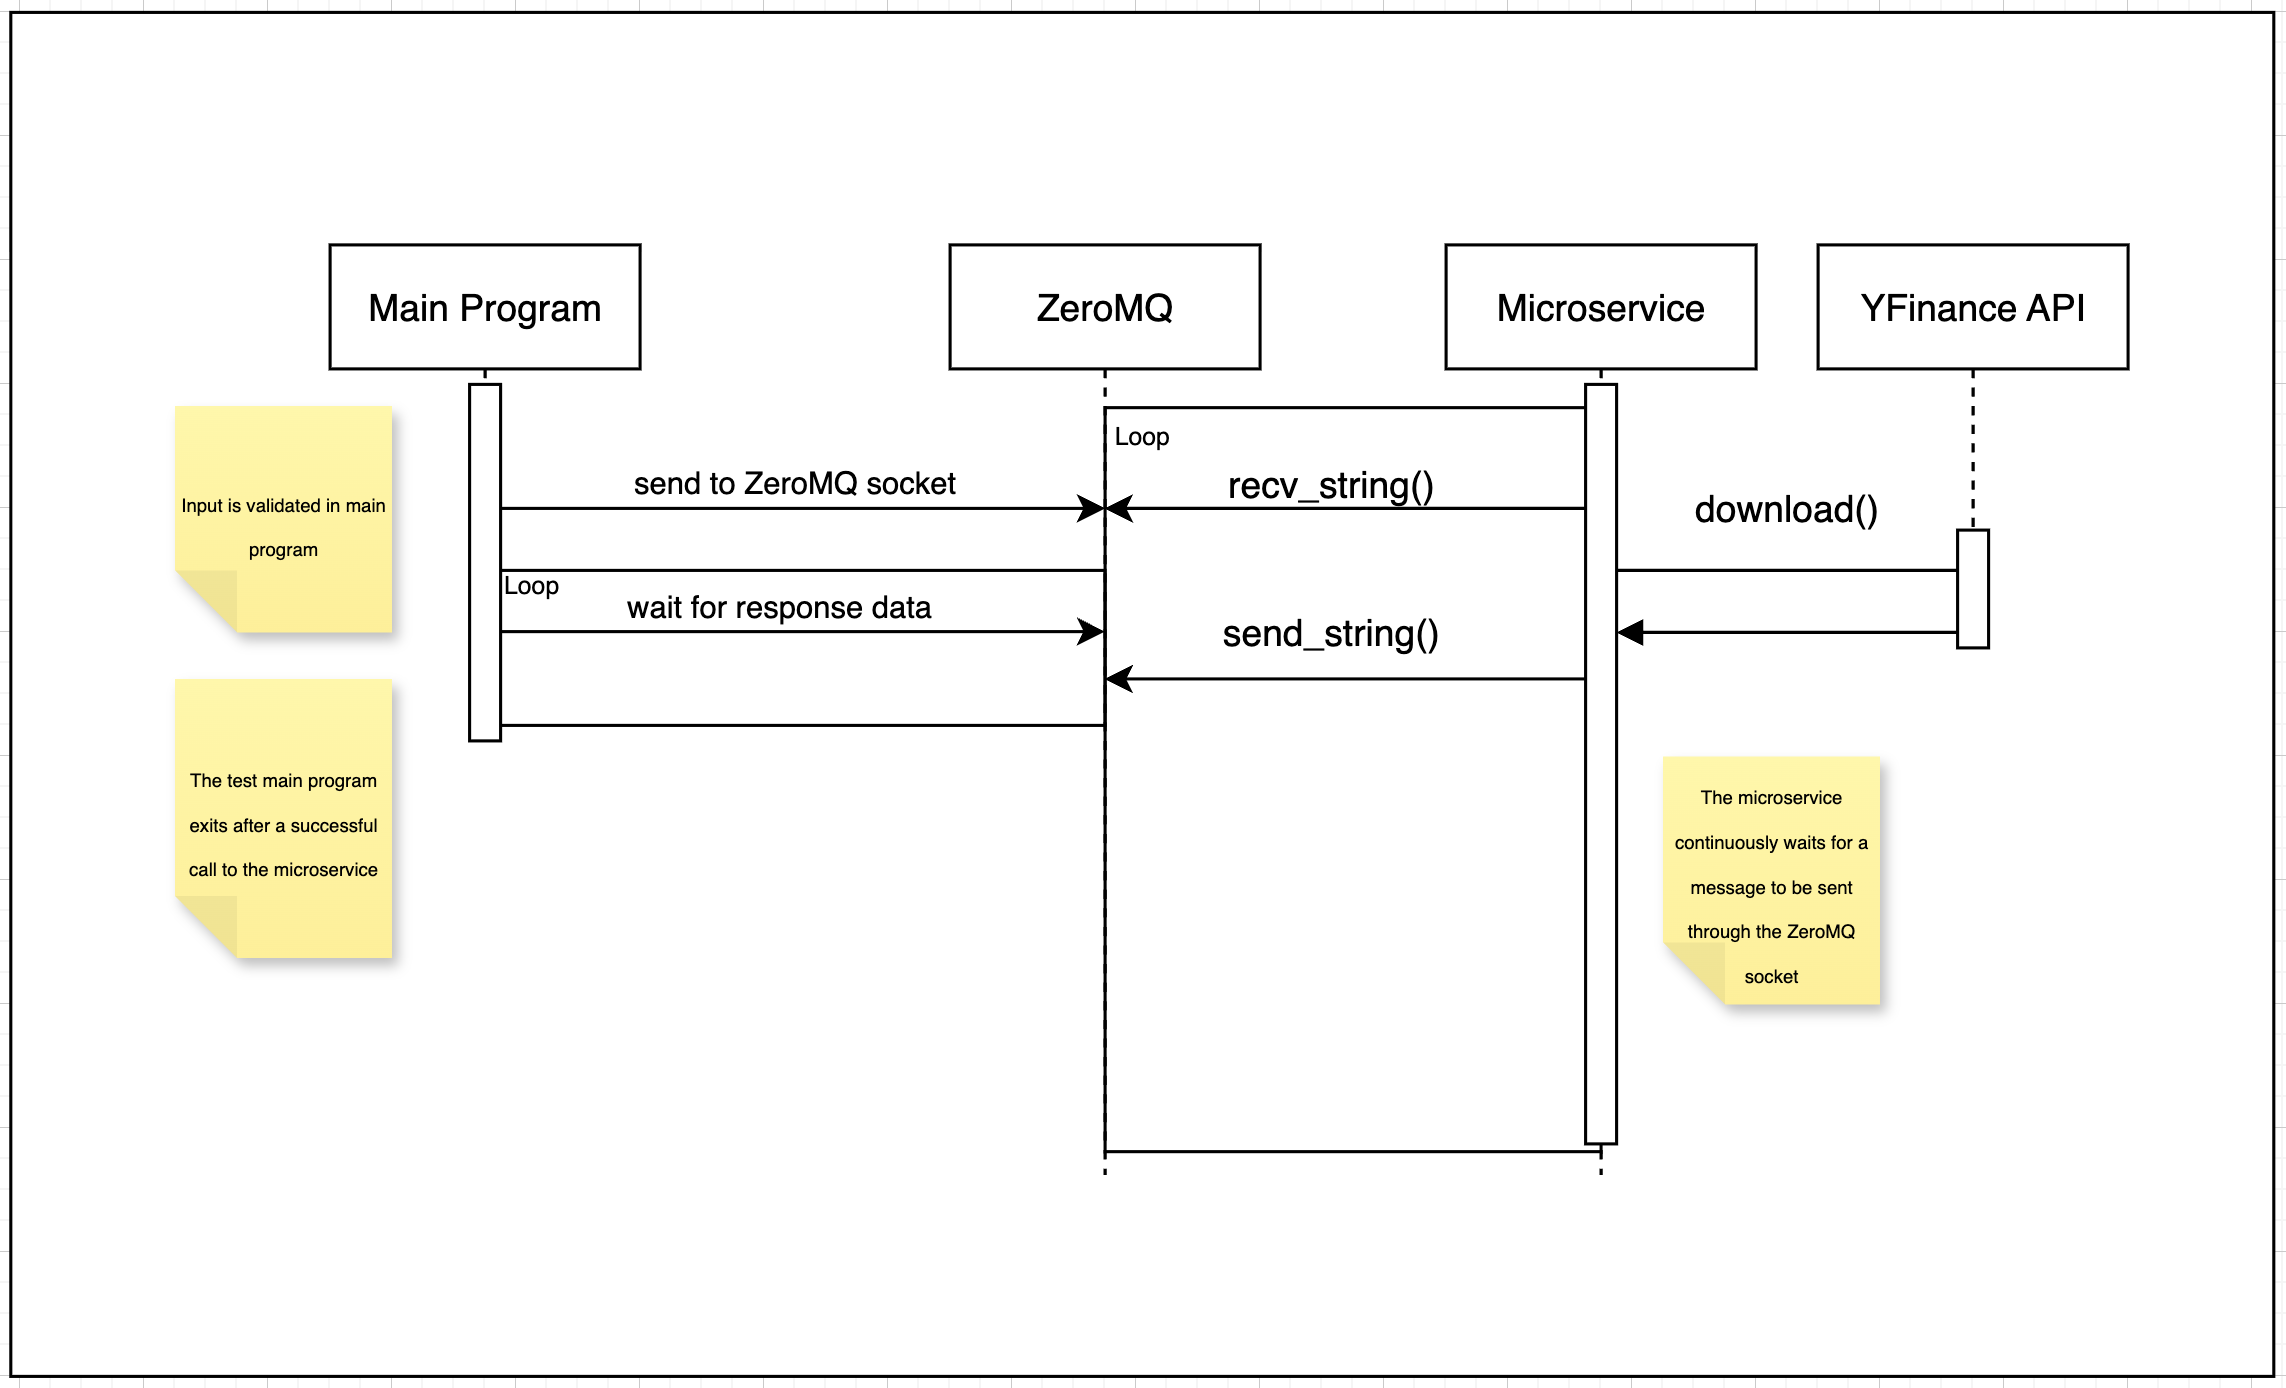 Main Program
ZeroMQ
Microservice
YFinance API
Input is validated in main
program
send to ZeroMQ socket
Loop
recv_string()
download()
Loop
wait for response data
send_string()
The test main program
exits after a successful
call to the microservice
The microservice
continuously waits for a
message to be sent
through the ZeroMQ
socket